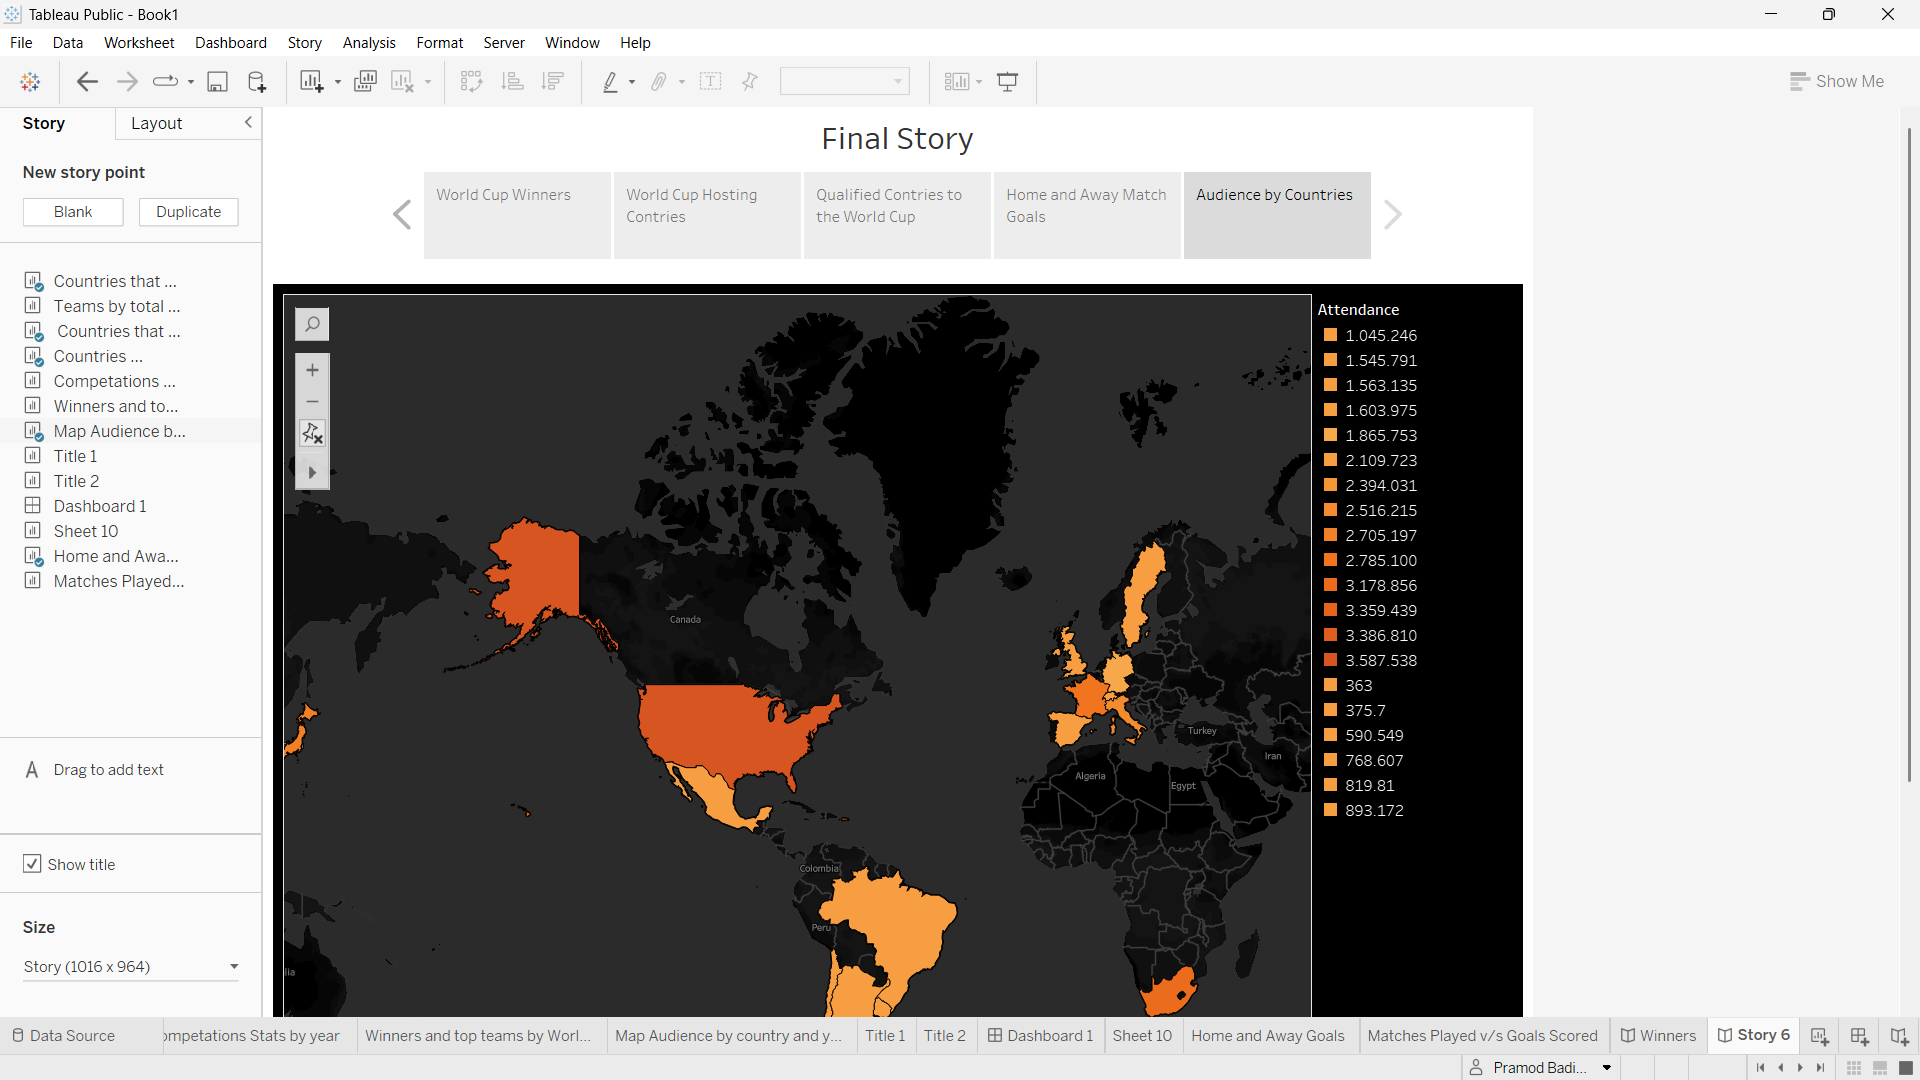 Tableau Public - Book1
File Data Worksheet Dashboard Story Analysis Format Server Window Help
Show Me
Story Layout
New story point
Blank Duplicate
Countries that ...
Teams by total ...
Countries that ...
Countries ...
Competations ...
Winners and to...
Map Audience b...
Title 1
Title 2
Dashboard 1
Sheet 10
Home and Awa...
Matches Played...
A Drag to add text
Show title
Size
Story (1016 x 964)
Final Story
World Cup Winners
World Cup Hosting
Contries
Qualified Contries to
the World Cup
Home and Away Match
Goals
Audience by Countries
Canada
Turkey
Iran
Algeria
Egypt
Colombia
Peru
lia
Attendance
1.045.246
1.545.791
1.563.135
1.603.975
1.865.753
2.109.723
2.394.031
2.516.215
2.705.197
2.785.100
3.178.856
3.359.439
3.386.810
3.587.538
363
375.7
590.549
768.607
819.81
893.172
Data Source ompetations Stats by year Winners and top teams by Worl... Map Audience by country and y... Title 1 Title 2 Dashboard 1 Sheet 10 Home and Away Goals Matches Played v/s Goals Scored Winners Story 6
Pramod Badi...